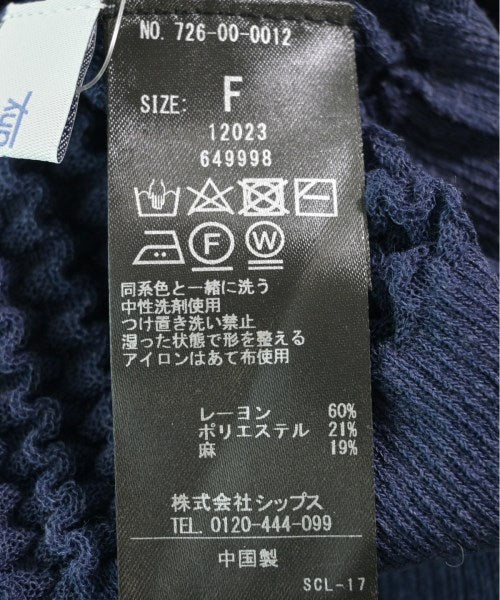 NO. 726-00-0012
SIZE: F
12023
649998
F W
同系色と一緒に洗う
中性洗剤使用
つけ置き洗い禁止
湿った状態で形を整える
アイロンはあて布使用
レーヨン 60%
ポリエステル 21%
麻 19%
株式会社シップス
TEL. 0120-444-099
中国製
SCL-17